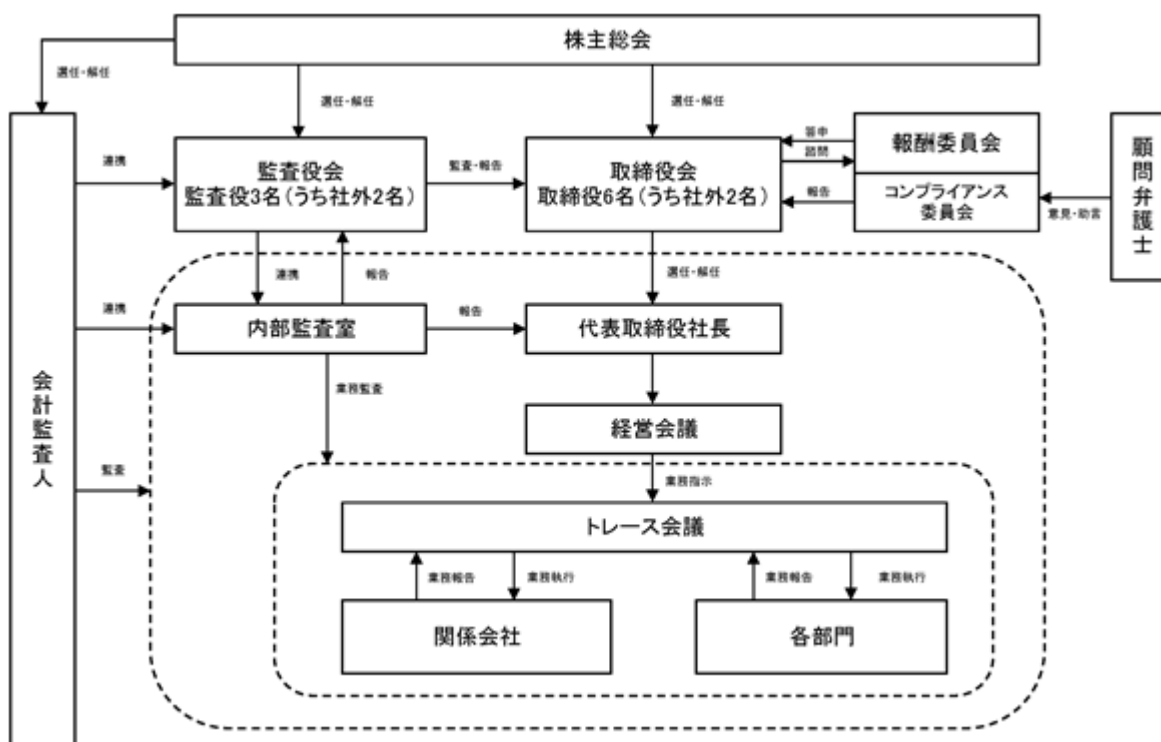 株主総会
選任・解任
選任・解任
選任・解任
監査役会
監査役3名(うち社外2名)
取締役会
取締役6名(うち社外2名)
報酬委員会
コンプライアンス
委員会
顧問弁護士
会計監査人
連携
監査・報告
答申
諮問
報告
意見・助言
連携
報告
選任・解任
連携
内部監査室
報告
代表取締役社長
業務監査
経営会議
監査
業務指示
トレース会議
業務報告
業務執行
業務報告
業務執行
関係会社
各部門